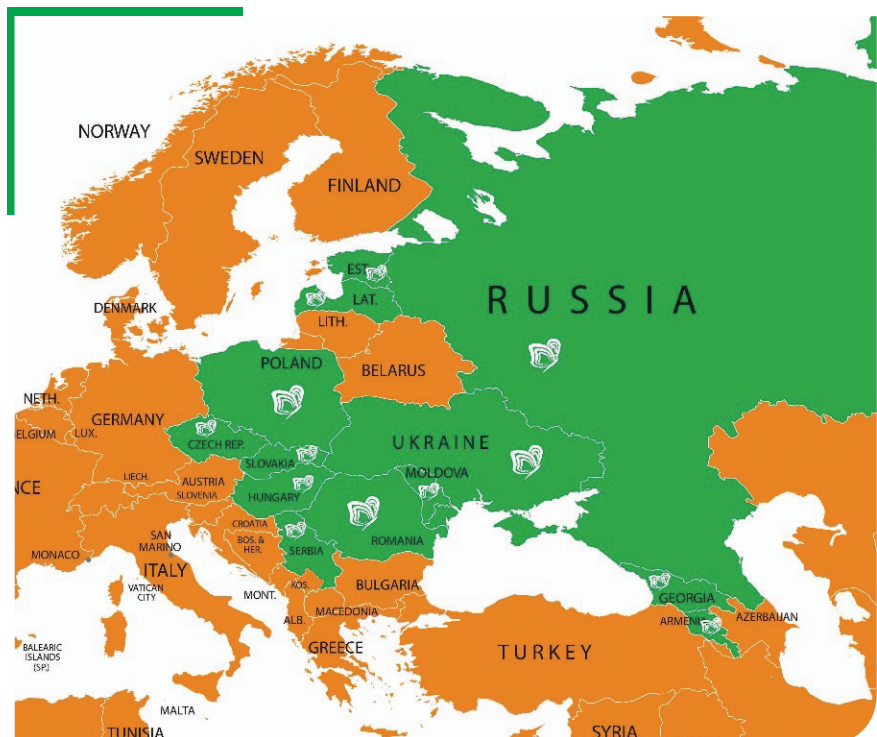 NORWAY
SWEDEN
FINLAND
RUSSIA
EST.
LAT.
DENMARK
LITH.
POLAND
BELARUS
NETH.
GERMANY
ELGIUM
LUX.
CZECH REP.
UKRAINE
SLOVAKIA
MOLDOVA
LIECH.
AUSTRIA
NCE
SLOVENIA
HUNGARY
CROATIA
SAN
MARINO
BOS. &
HER.
SERBIA
ROMANIA
MONACO
ITALY
VATICAN
CITY
MONT.
KOS.
BULGARIA
GEORGIA
ALB.
MACEDONIA
ARMENI
AZERBAIJAN
BALEARIC
ISLANDS
(SP.)
GREECE
TURKEY
MALTA
TUNISIA
SYRIA